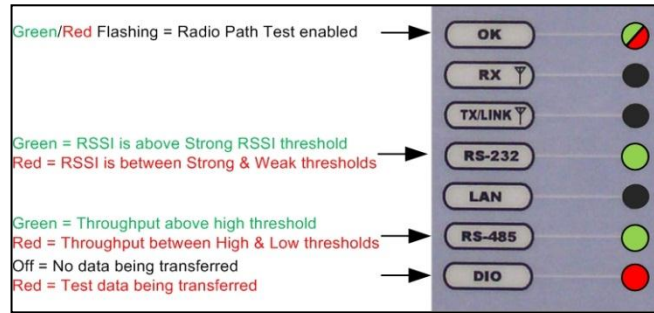 Green/Red Flashing = Radio Path Test enabled
OK
RX
TX/LINK
Green = RSSI is above Strong RSSI threshold
Red = RSSI is between Strong & Weak thresholds
RS-232
LAN
Green = Throughput above high threshold
Red = Throughput between High & Low thresholds
RS-485
Off = No data being transferred
Red = Test data being transferred
DIO